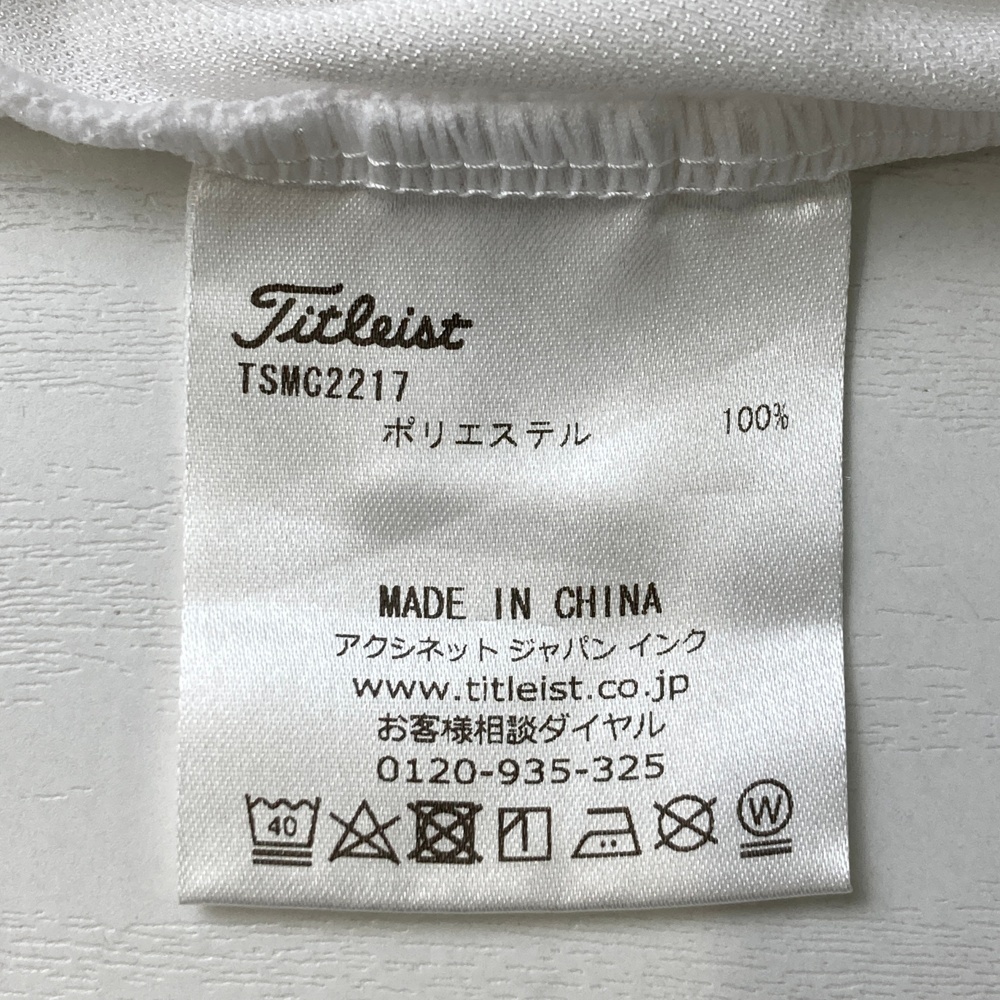 Titleist
TSMC2217
ポリエステル 100%
MADE IN CHINA
アクシネット ジャパン インク
www.titleist.co.jp
お客様相談ダイヤル
0120-935-325
40 W